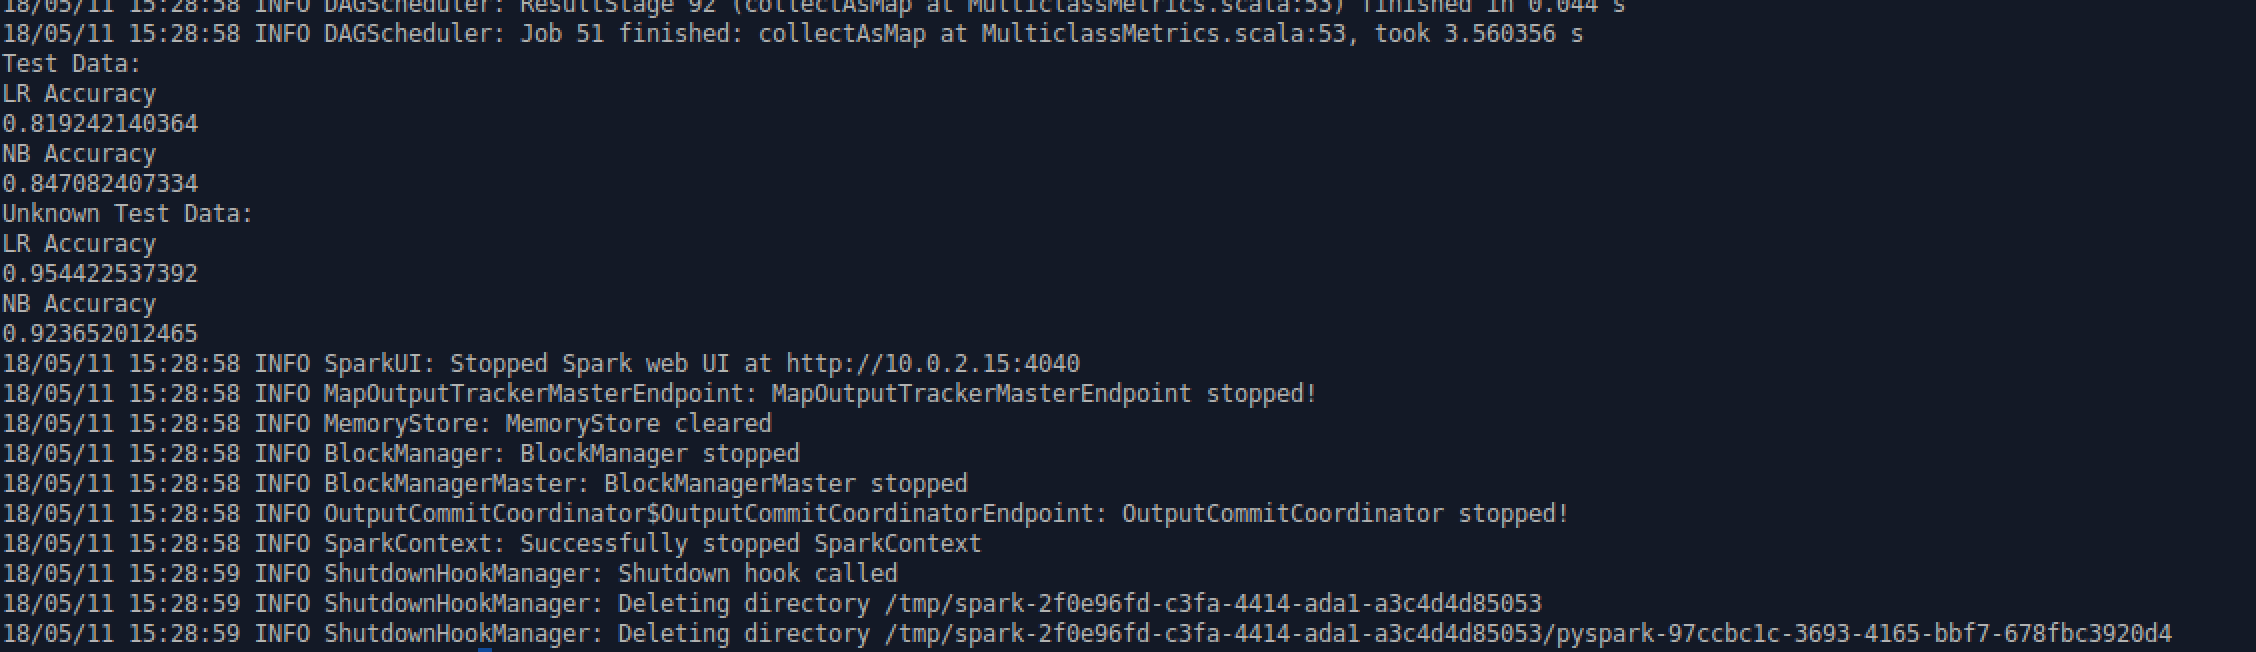 18/05/11 15:28:58 INFO DAGScheduler: ResultStage 92 (collectAsMap at MulticlassMetrics.scala:53) finished in 0.044 s
18/05/11 15:28:58 INFO DAGScheduler: Job 51 finished: collectAsMap at MulticlassMetrics.scala:53, took 3.560356 s
Test Data:
LR Accuracy
0.819242140364
NB Accuracy
0.847082407334
Unknown Test Data:
LR Accuracy
0.954422537392
NB Accuracy
0.923652012465
18/05/11 15:28:58 INFO SparkUI: Stopped Spark web UI at http://10.0.2.15:4040
18/05/11 15:28:58 INFO MapOutputTrackerMasterEndpoint: MapOutputTrackerMasterEndpoint stopped!
18/05/11 15:28:58 INFO MemoryStore: MemoryStore cleared
18/05/11 15:28:58 INFO BlockManager: BlockManager stopped
18/05/11 15:28:58 INFO BlockManagerMaster: BlockManagerMaster stopped
18/05/11 15:28:58 INFO OutputCommitCoordinator$OutputCommitCoordinatorEndpoint: OutputCommitCoordinator stopped!
18/05/11 15:28:58 INFO SparkContext: Successfully stopped SparkContext
18/05/11 15:28:59 INFO ShutdownHookManager: Shutdown hook called
18/05/11 15:28:59 INFO ShutdownHookManager: Deleting directory /tmp/spark-2f0e96fd-c3fa-4414-ada1-a3c4d4d85053
18/05/11 15:28:59 INFO ShutdownHookManager: Deleting directory /tmp/spark-2f0e96fd-c3fa-4414-ada1-a3c4d4d85053/pyspark-97ccbc1c-3693-4165-bbf7-678fbc3920d4